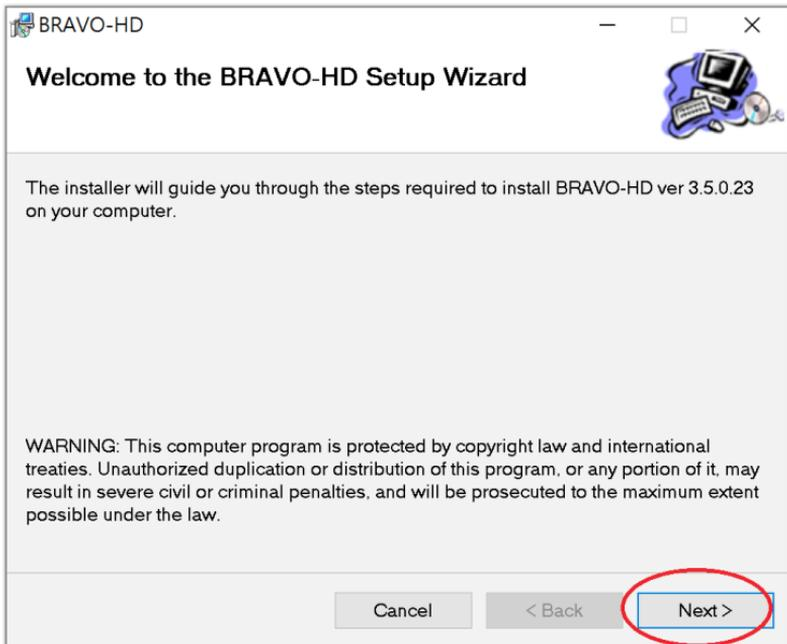 BRAVO-HD
Welcome to the BRAVO-HD Setup Wizard
The installer will guide you through the steps required to install BRAVO-HD ver 3.5.0.23
on your computer.
WARNING: This computer program is protected by copyright law and international
treaties. Unauthorized duplication or distribution of this program, or any portion of it, may
result in severe civil or criminal penalties, and will be prosecuted to the maximum extent
possible under the law.
Cancel < Back Next >